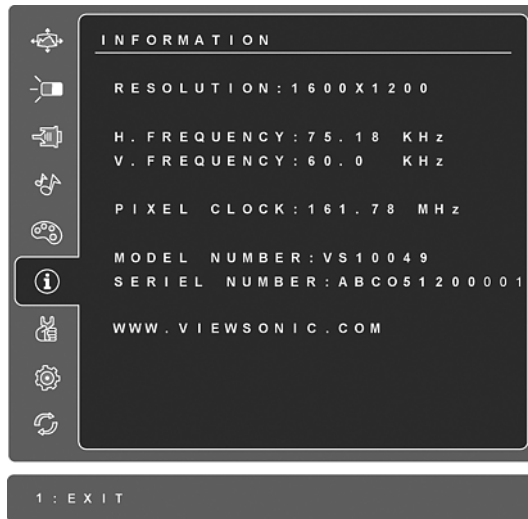 INFORMATION
RESOLUTION:1600X1200
H.FREQUENCY:75.18 KHz
V.FREQUENCY:60.0 KHz
PIXEL CLOCK:161.78 MHz
MODEL NUMBER:VS10049
SERIEL NUMBER:ABCO51200001
WWW.VIEWSONIC.COM
1:EXIT